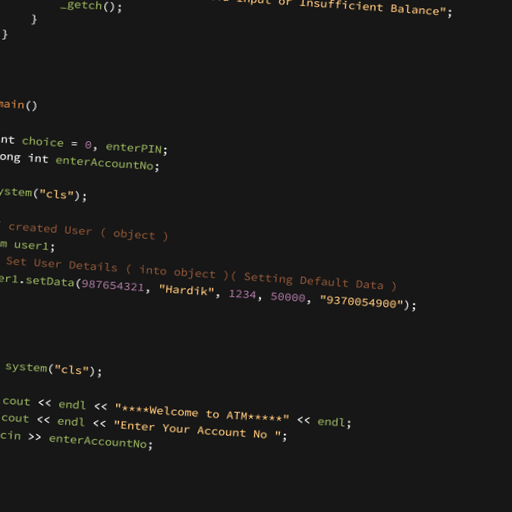 Input or Insufficient Balance";
_getch();
}
}
main()
nt choice = 0, enterPIN;
ong int enterAccountNo;
ystem("cls");
created User ( object )
m user1;
Set User Details ( into object )( Setting Default Data )
er1.setData(987654321, "Hardik", 1234, 50000, "9370054900");
system("cls");
cout << endl << "****Welcome to ATM*****" << endl;
cout << endl << "Enter Your Account No ";
cin >> enterAccountNo;